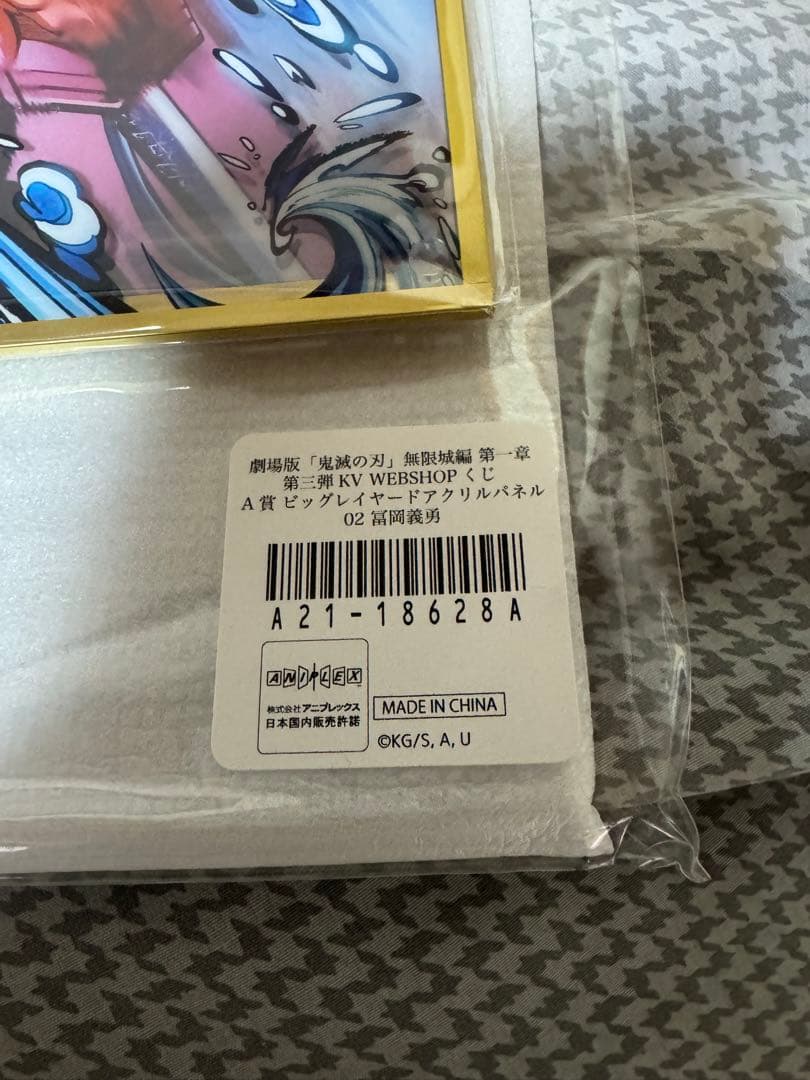 劇場版「鬼滅の刃」無限城編 第一章
第三弾 KV WEBSHOP くじ
A賞 ビッグレイヤードアクリルパネル
02 冨岡義勇
A21-18628A
ANIPLEX
株式会社アニプレックス
日本国内販売許諾
MADE IN CHINA
©KG/S, A, U